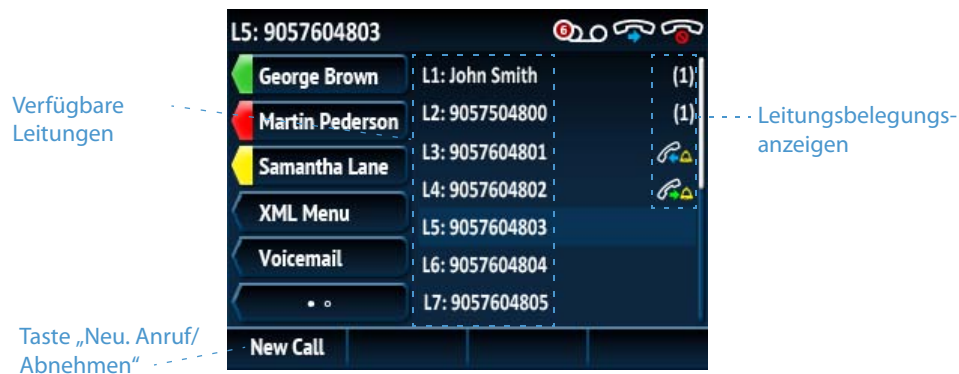 L5: 9057604803
6
George Brown
L1: John Smith (1)
Verfügbare
Leitungen
Martin Pederson
L2: 9057504800 (1)
Leitungsbelegungs-
anzeigen
Samantha Lane
L3: 9057604801
L4: 9057604802
XML Menu
L5: 9057604803
Voicemail
L6: 9057604804
L7: 9057604805
Taste „Neu. Anruf/
Abnehmen“
New Call